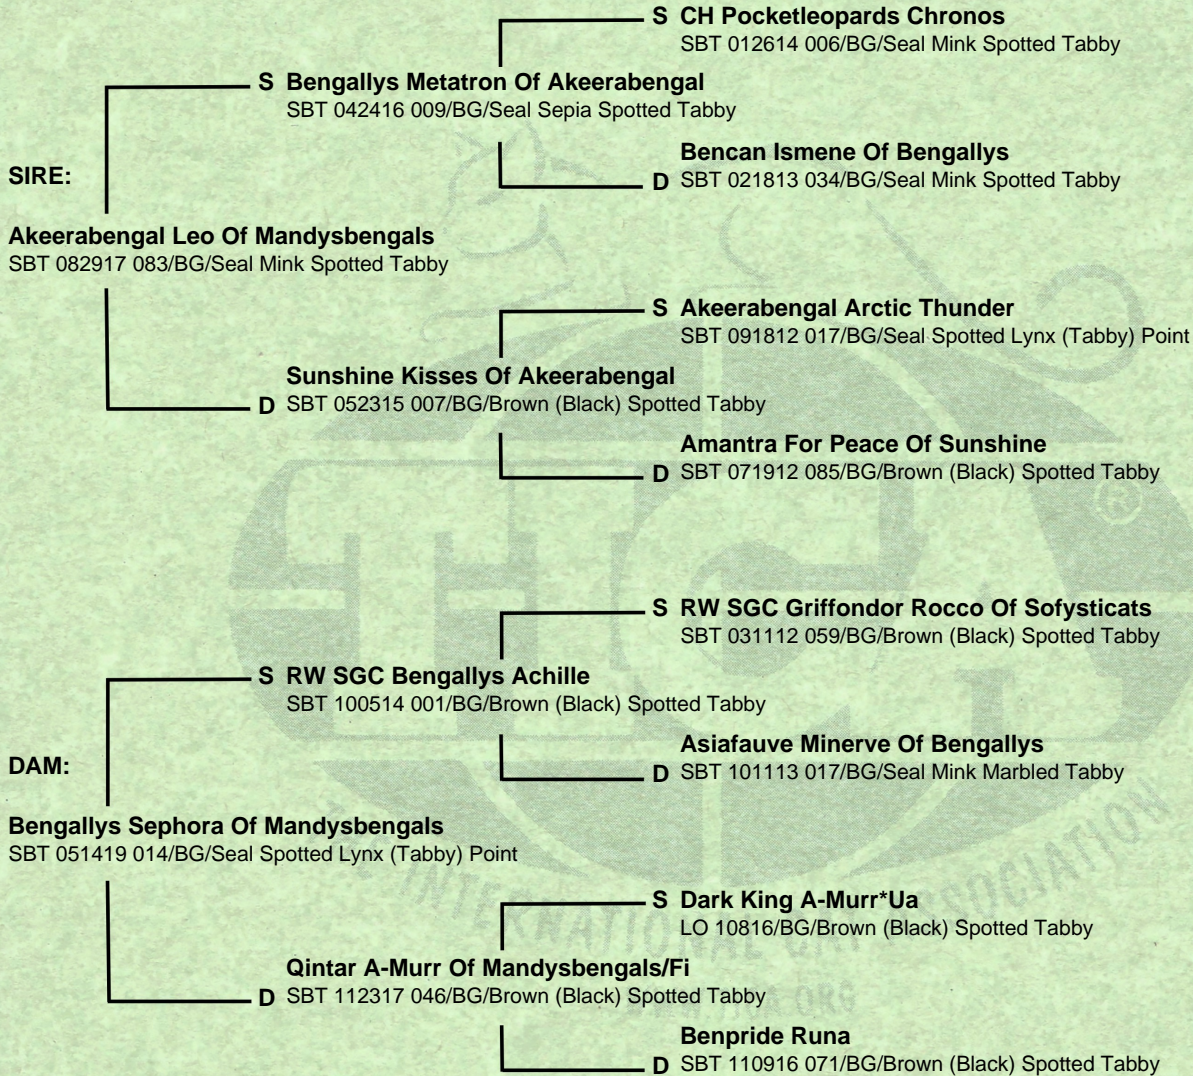 S CH Pocketleopards Chronos
SBT 012614 006/BG/Seal Mink Spotted Tabby
S Bengallys Metatron Of Akeerabengal
SBT 042416 009/BG/Seal Sepia Spotted Tabby
Bencan Ismene Of Bengallys
D SBT 021813 034/BG/Seal Mink Spotted Tabby
SIRE:
Akeerabengal Leo Of Mandysbengals
SBT 082917 083/BG/Seal Mink Spotted Tabby
S Akeerabengal Arctic Thunder
SBT 091812 017/BG/Seal Spotted Lynx (Tabby) Point
Sunshine Kisses Of Akeerabengal
D SBT 052315 007/BG/Brown (Black) Spotted Tabby
Amantra For Peace Of Sunshine
D SBT 071912 085/BG/Brown (Black) Spotted Tabby
S RW SGC Griffondor Rocco Of Sofysticats
SBT 031112 059/BG/Brown (Black) Spotted Tabby
S RW SGC Bengallys Achille
SBT 100514 001/BG/Brown (Black) Spotted Tabby
Asiafauve Minerve Of Bengallys
D SBT 101113 017/BG/Seal Mink Marbled Tabby
DAM:
Bengallys Sephora Of Mandysbengals
SBT 051419 014/BG/Seal Spotted Lynx (Tabby) Point
S Dark King A-Murr*Ua
LO 10816/BG/Brown (Black) Spotted Tabby
Qintar A-Murr Of Mandysbengals/Fi
D SBT 112317 046/BG/Brown (Black) Spotted Tabby
Benpride Runa
D SBT 110916 071/BG/Brown (Black) Spotted Tabby
TICA
®
THE INTERNATIONAL CAT ASSOCIATION
WWW.TICA.ORG